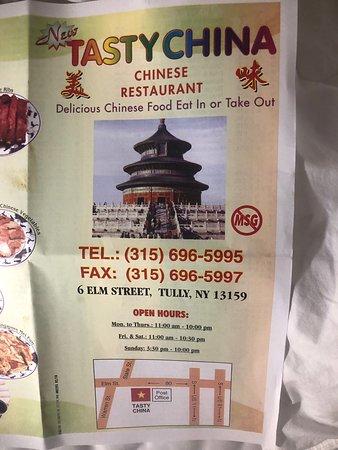 New
TASTY CHINA
CHINESE
RESTAURANT
美 味
Delicious Chinese Food Eat In or Take Out
MSG
TEL.: (315) 696-5995
FAX: (315) 696-5997
6 ELM STREET, TULLY, NY 13159
OPEN HOURS:
Mon. to Thurs.: 11:00 am - 10:00 pm
Fri. & Sat.: 11:00 am - 10:30 pm
Sunday: 3:30 pm - 10:00 pm
Elm St.
80
Warren St.
Post
Office
TASTY
CHINA